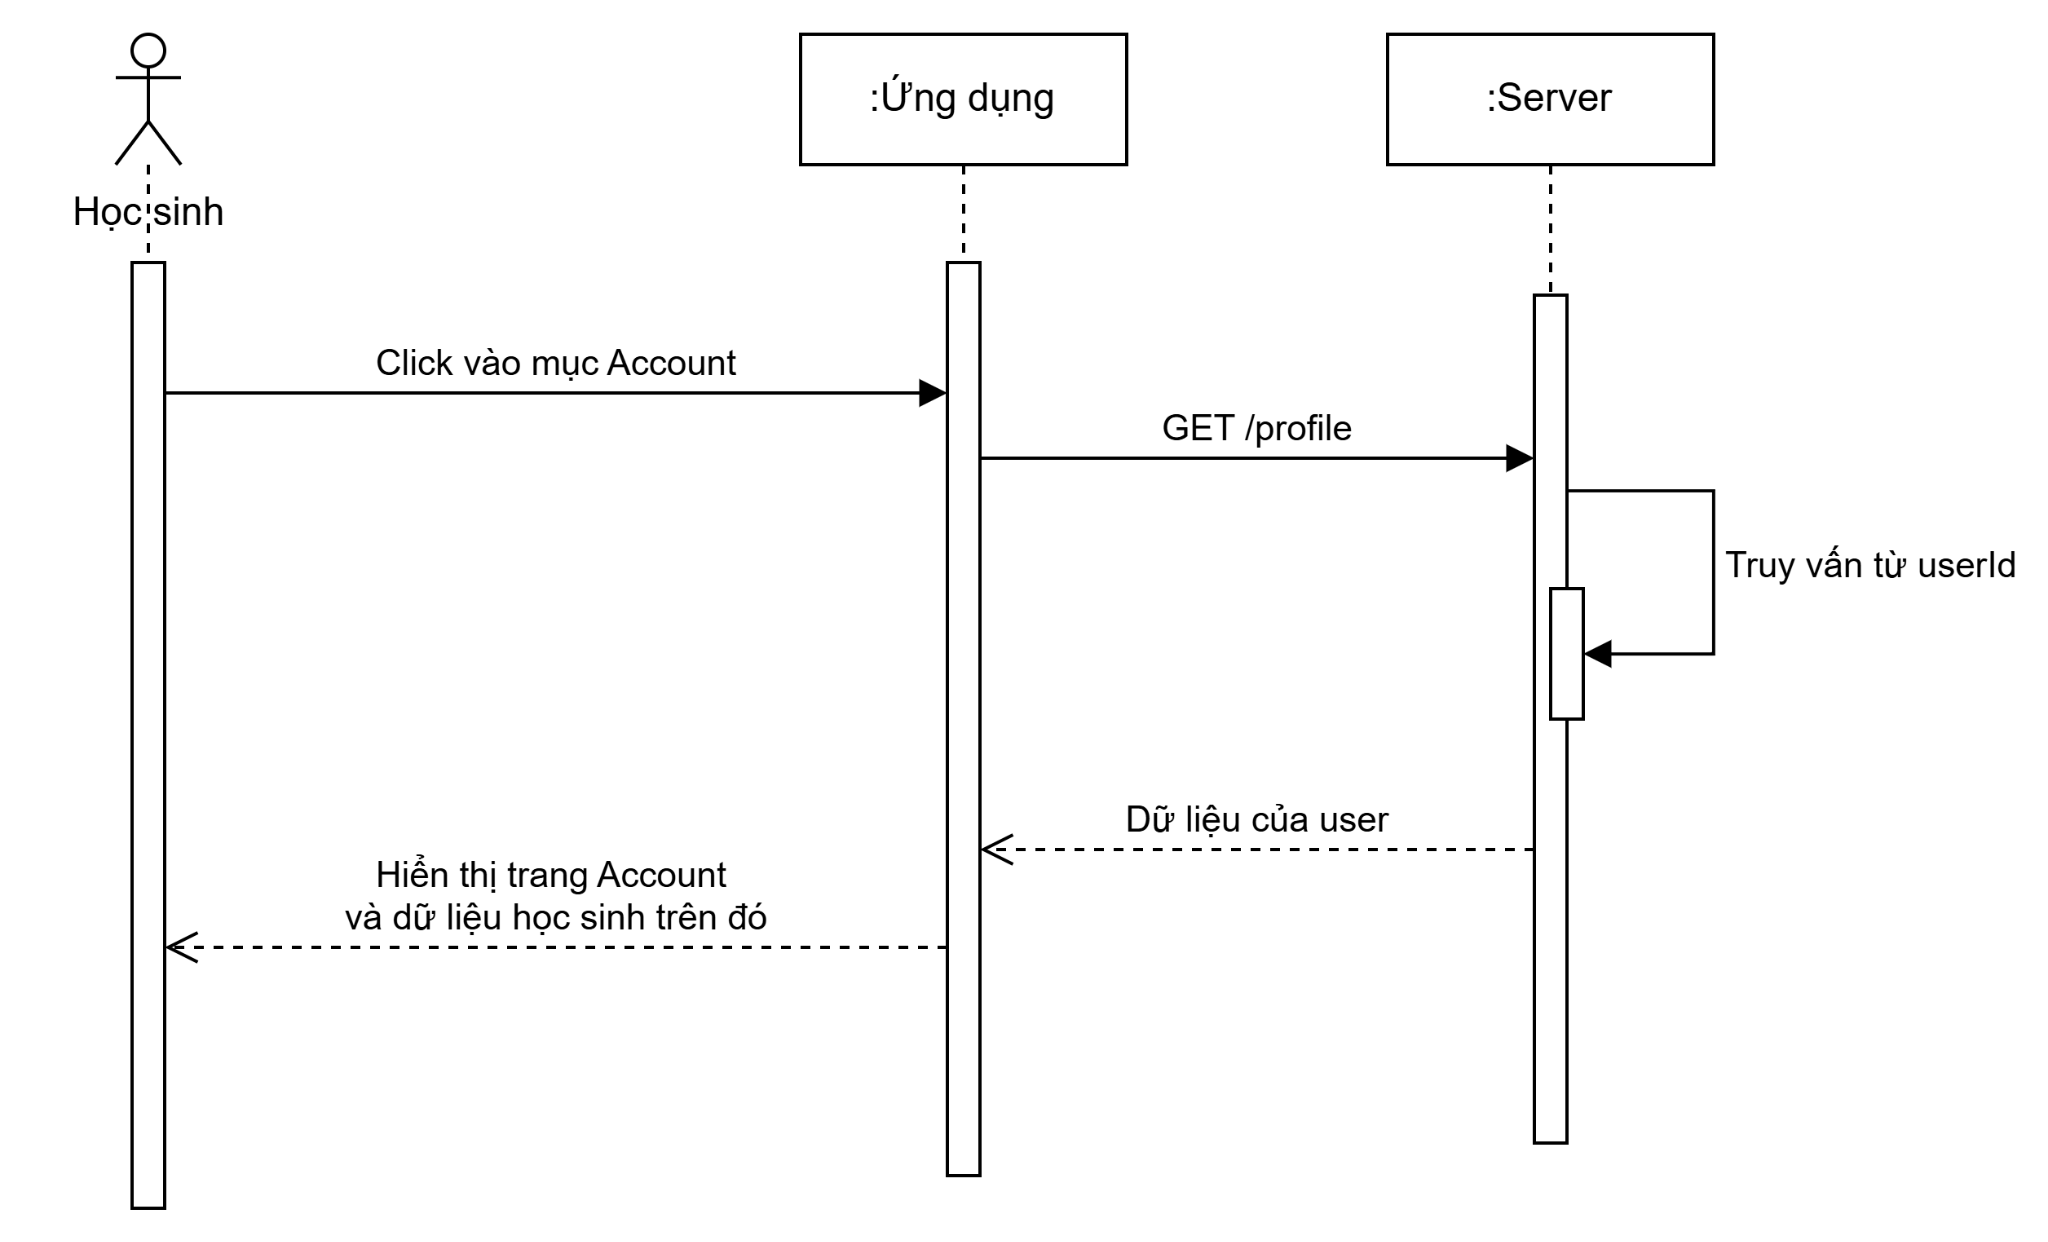 :Ứng dụng
:Server
Học sinh
Click vào mục Account
GET /profile
Truy vấn từ userId
Dữ liệu của user
Hiển thị trang Account
và dữ liệu học sinh trên đó